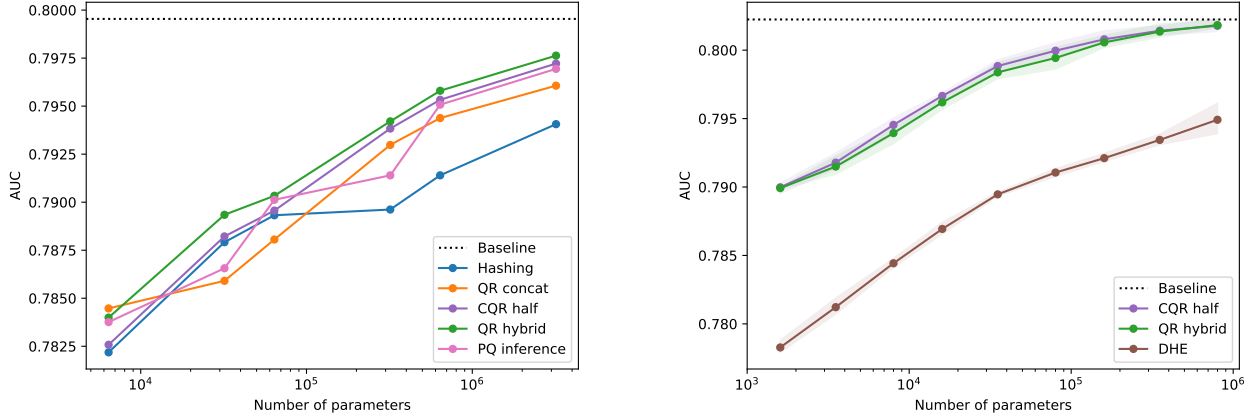 0.8000
0.7975
0.7950
0.7925
0.7900
0.7875
0.7850
0.7825
AUC
10^4
10^5
10^6
Number of parameters
Baseline
Hashing
QR concat
CQR half
QR hybrid
PQ inference
0.800
0.795
0.790
0.785
0.780
AUC
10^3
10^4
10^5
10^6
Number of parameters
Baseline
CQR half
QR hybrid
DHE